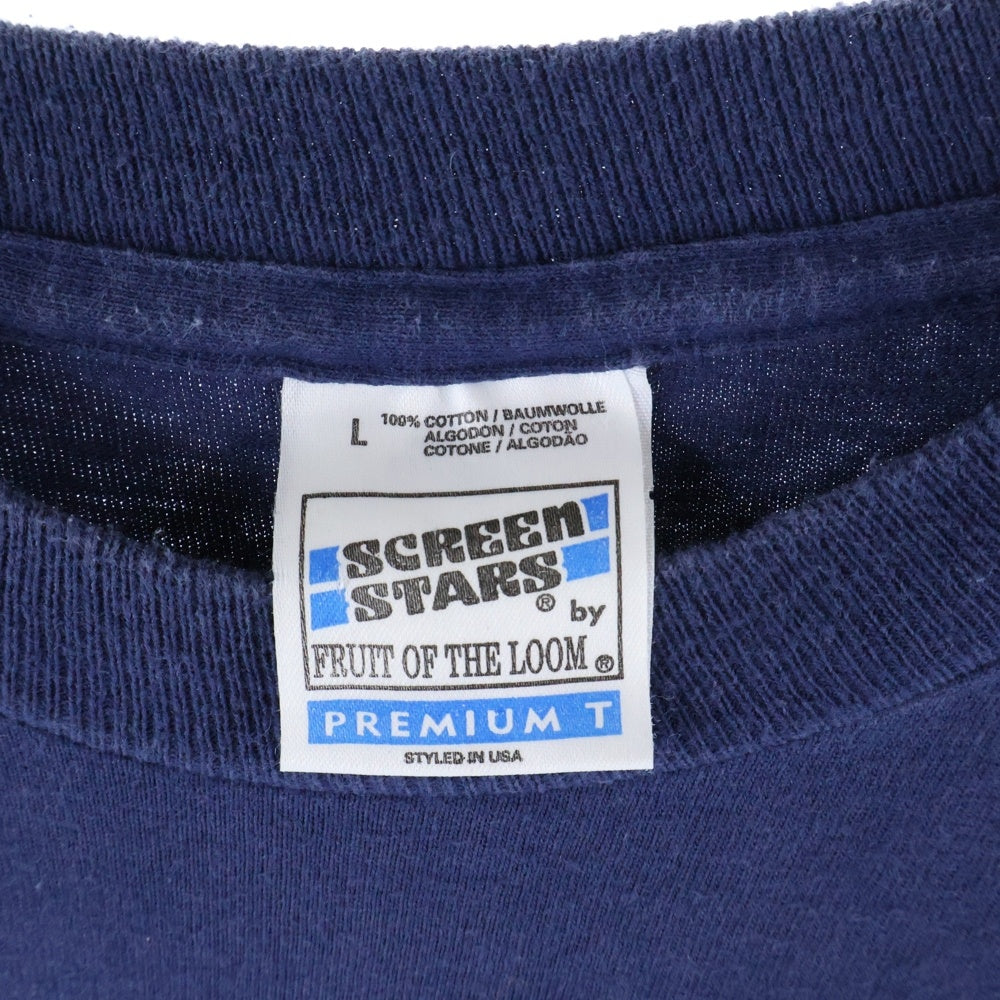 L 100% COTTON / BAUMWOLLE
ALGODON / COTON
COTONE / ALGODÃO
SCREEN
STARS® by
FRUIT OF THE LOOM®
PREMIUM T
STYLED IN USA